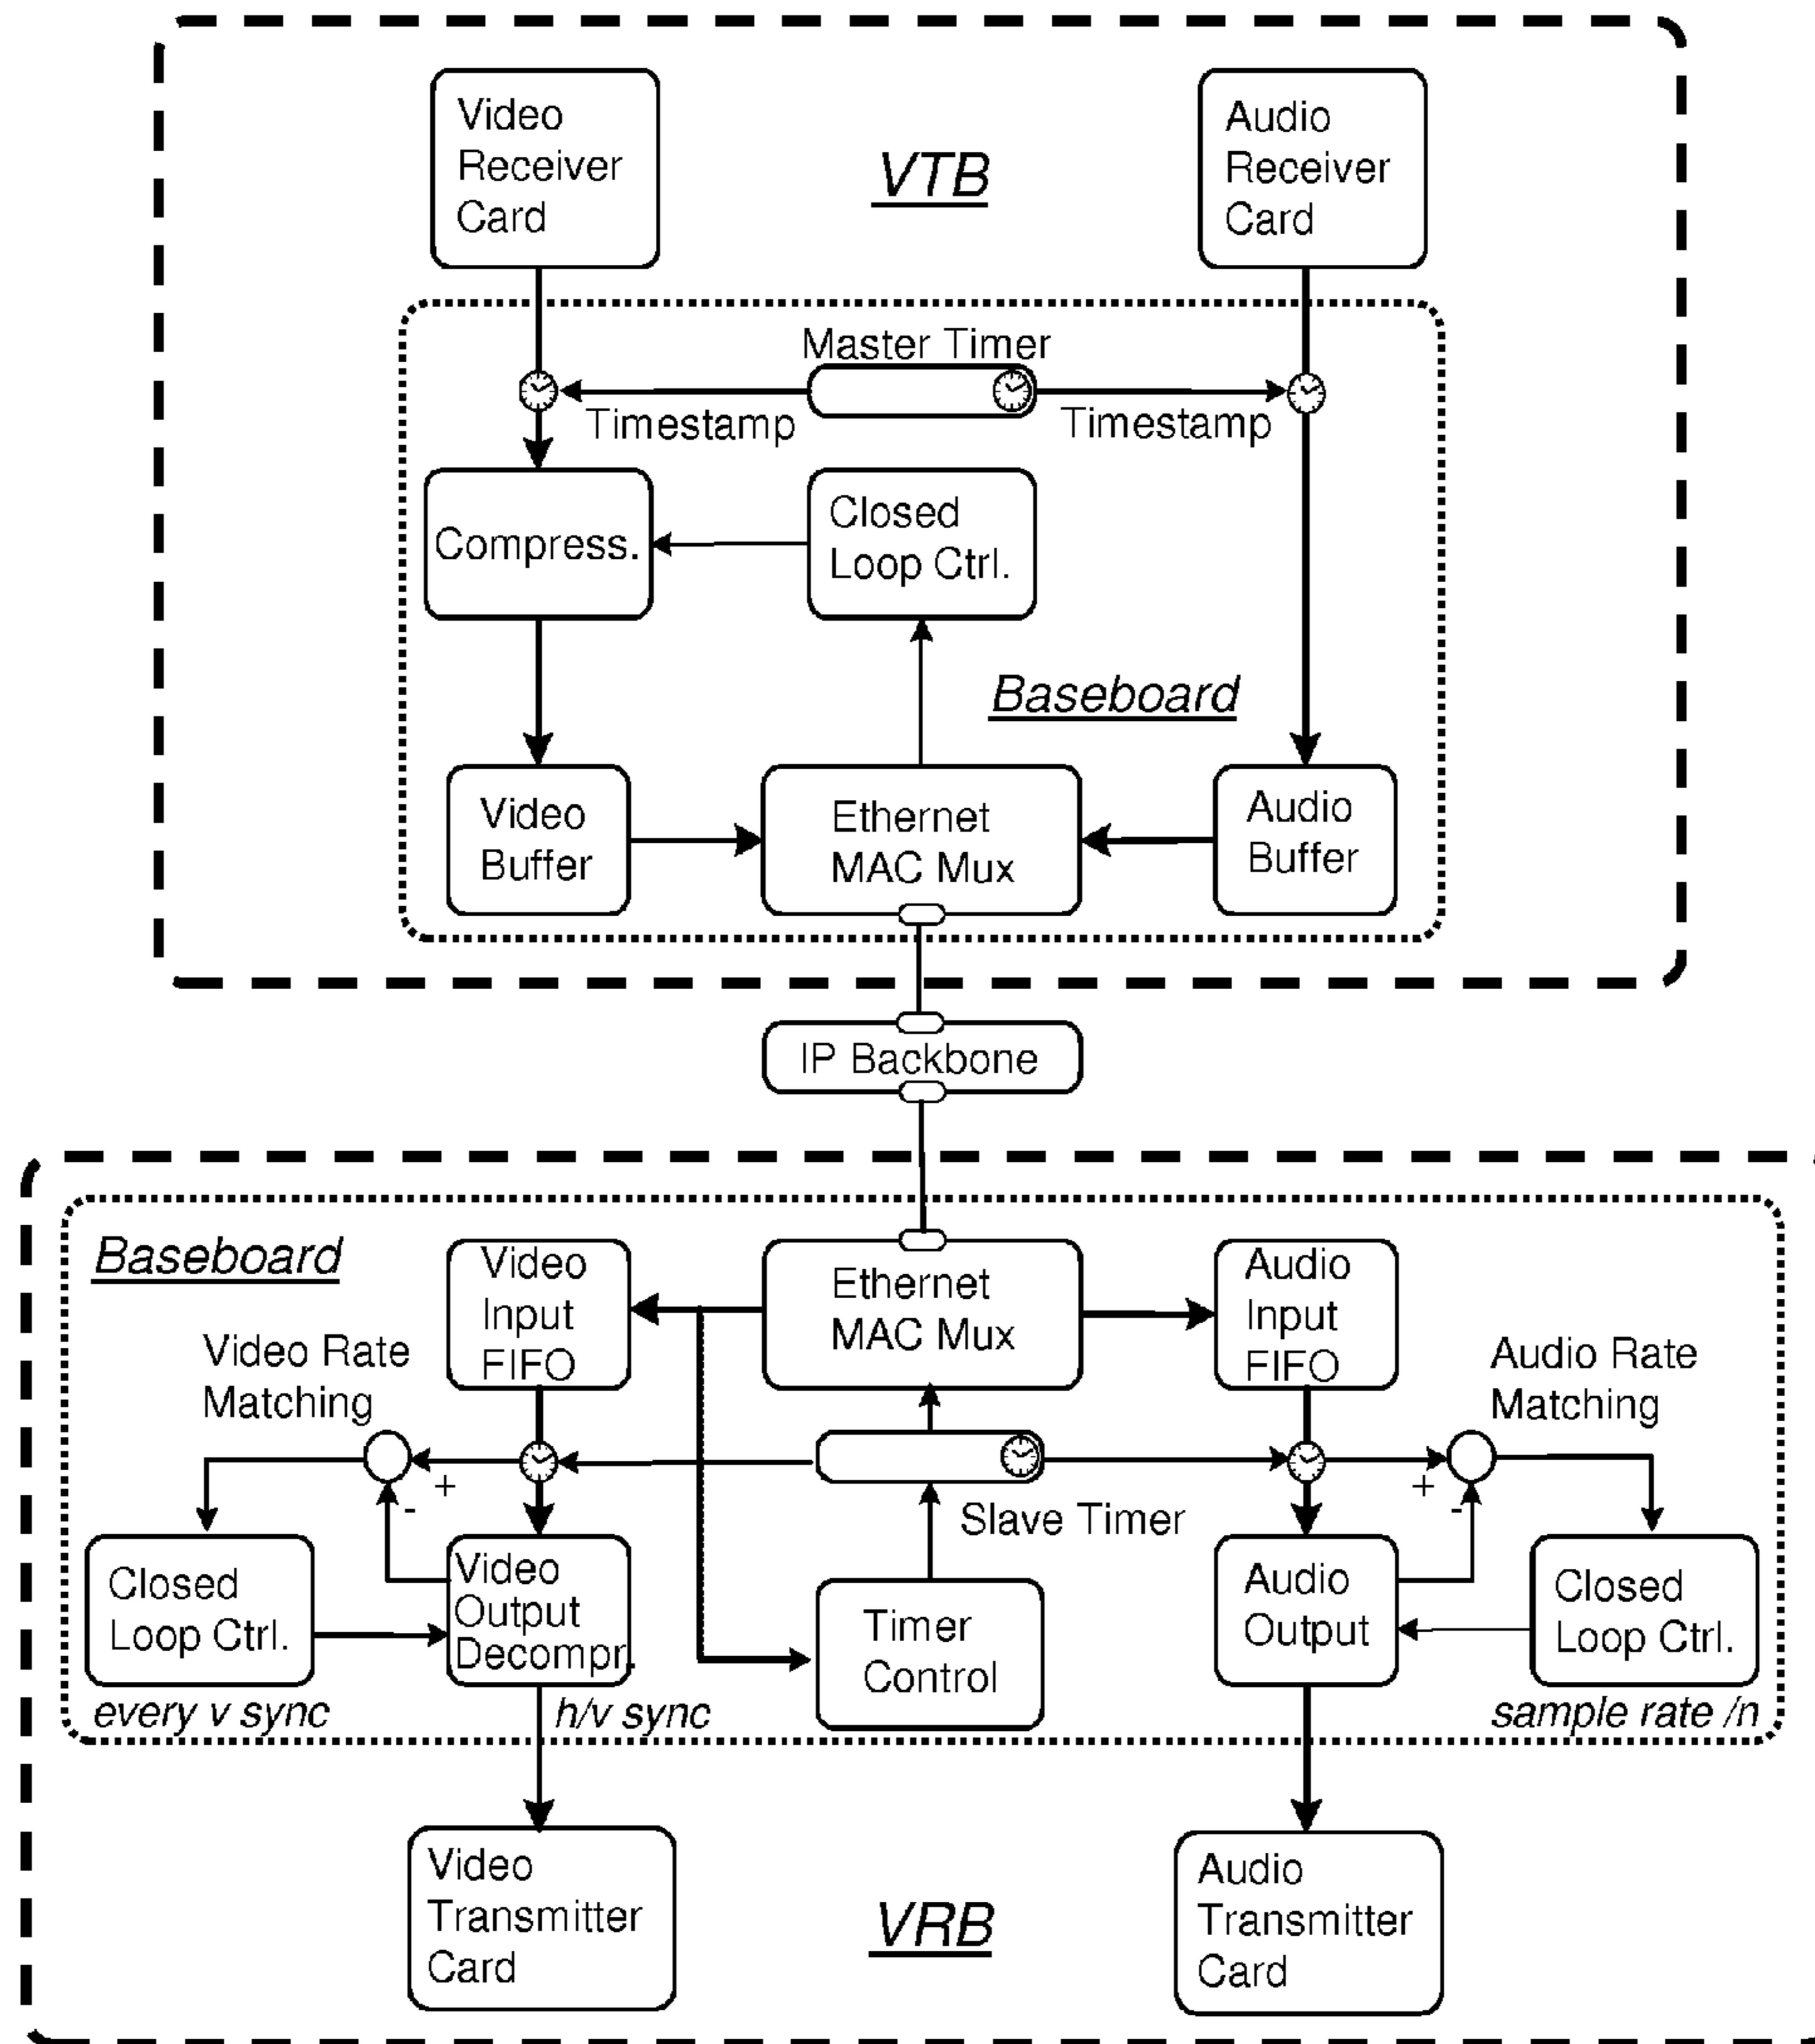 Video
Receiver
Card
VTB
Audio
Receiver
Card
Master Timer
Timestamp
Timestamp
Compress.
Closed
Loop Ctrl.
Baseboard
Video
Buffer
Ethernet
MAC Mux
Audio
Buffer
IP Backbone
Baseboard
Video
Input
FIFO
Ethernet
MAC Mux
Audio
Input
FIFO
Video Rate
Matching
Audio Rate
Matching
+
-
+
-
Slave Timer
Closed
Loop Ctrl.
Video
Output
Decompr.
Timer
Control
Audio
Output
Closed
Loop Ctrl.
every v sync
h/v sync
sample rate /n
Video
Transmitter
Card
VRB
Audio
Transmitter
Card